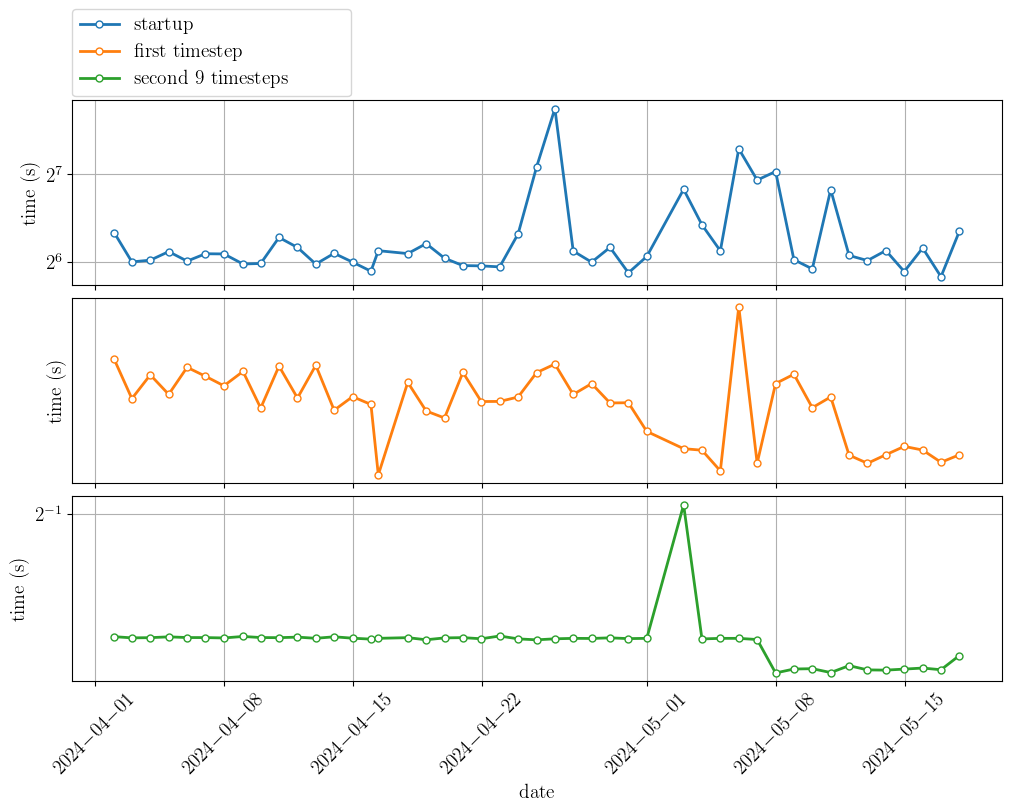 startup
first timestep
second 9 timesteps
time (s)
2^7
2^6
time (s)
time (s)
2^−1
2024−04−01
2024−04−08
2024−04−15
2024−04−22
2024−05−01
2024−05−08
2024−05−15
date